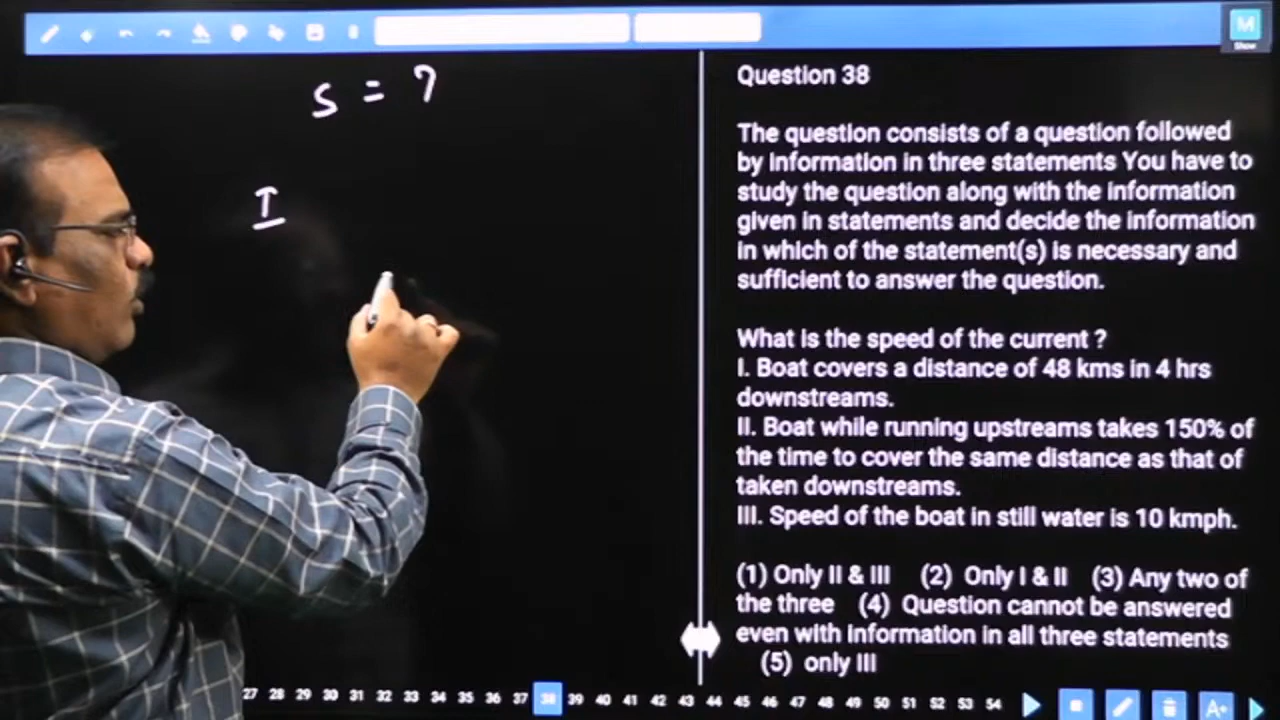 S = ?
I
M
Show
Question 38
The question consists of a question followed
by information in three statements You have to
study the question along with the information
given in statements and decide the information
in which of the statement(s) is necessary and
sufficient to answer the question.
What is the speed of the current ?
I. Boat covers a distance of 48 kms in 4 hrs
downstreams.
II. Boat while running upstreams takes 150% of
the time to cover the same distance as that of
taken downstreams.
III. Speed of the boat in still water is 10 kmph.
(1) Only II & III (2) Only I & II (3) Any two of
the three (4) Question cannot be answered
even with information in all three statements
(5) only III
27 28 29 30 31 32 33 34 35 36 37 38 39 40 41 42 43 44 45 46 47 48 49 50 51 52 53 54
A+